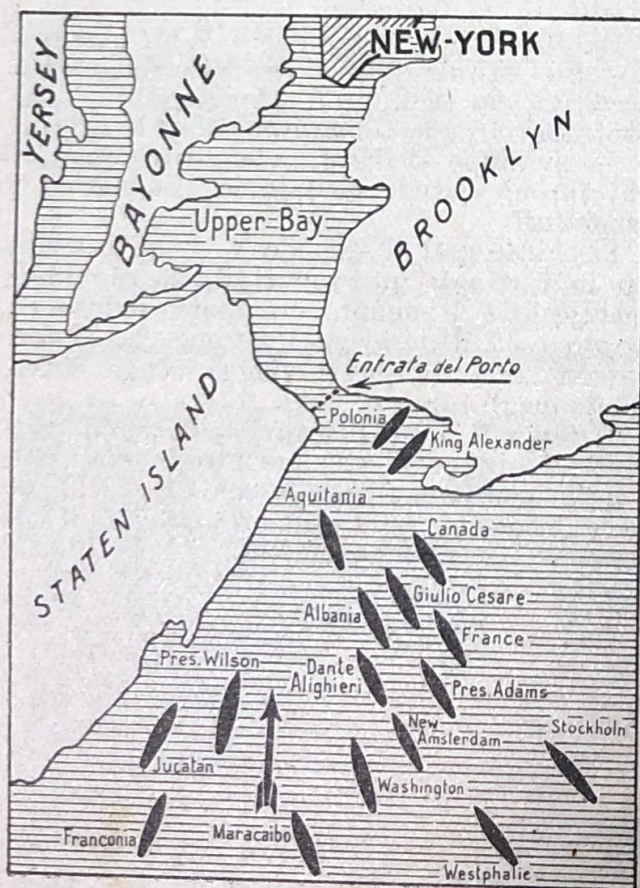 NEW-YORK
YERSEY
BAYONNE
BROOKLYN
Upper-Bay
Entrata del Porto
STATEN ISLAND
Polonia
King Alexander
Aquitania
Canada
Giulio Cesare
Albania
France
Pres. Wilson
Dante
Alighieri
Pres. Adams
New
Amsterdam
Stockholn
Jucatan
Washington
Franconia
Maracaibo
Westphalie